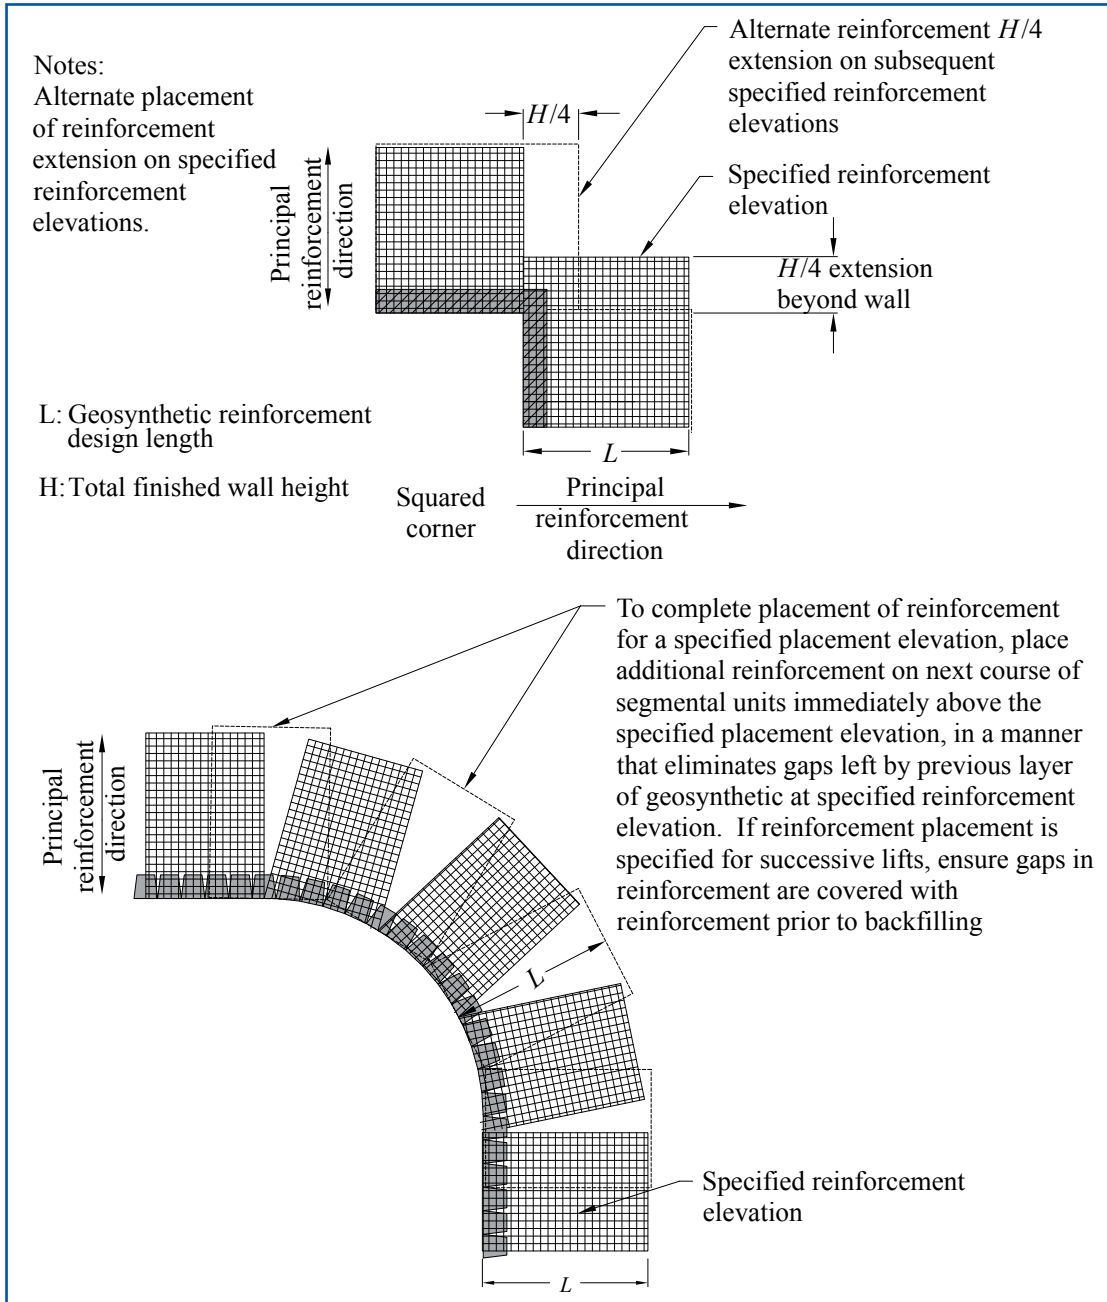 Notes:
Alternate placement
of reinforcement
extension on specified
reinforcement
elevations.
Alternate reinforcement H/4
extension on subsequent
specified reinforcement
elevations
H/4
Principal
reinforcement
direction
Specified reinforcement
elevation
H/4 extension
beyond wall
L: Geosynthetic reinforcement
design length
L
H: Total finished wall height
Squared
corner
Principal
reinforcement
direction
To complete placement of reinforcement
for a specified placement elevation, place
additional reinforcement on next course of
segmental units immediately above the
specified placement elevation, in a manner
that eliminates gaps left by previous layer
of geosynthetic at specified reinforcement
elevation. If reinforcement placement is
specified for successive lifts, ensure gaps in
reinforcement are covered with
reinforcement prior to backfilling
Principal
reinforcement
direction
L
Specified reinforcement
elevation
L